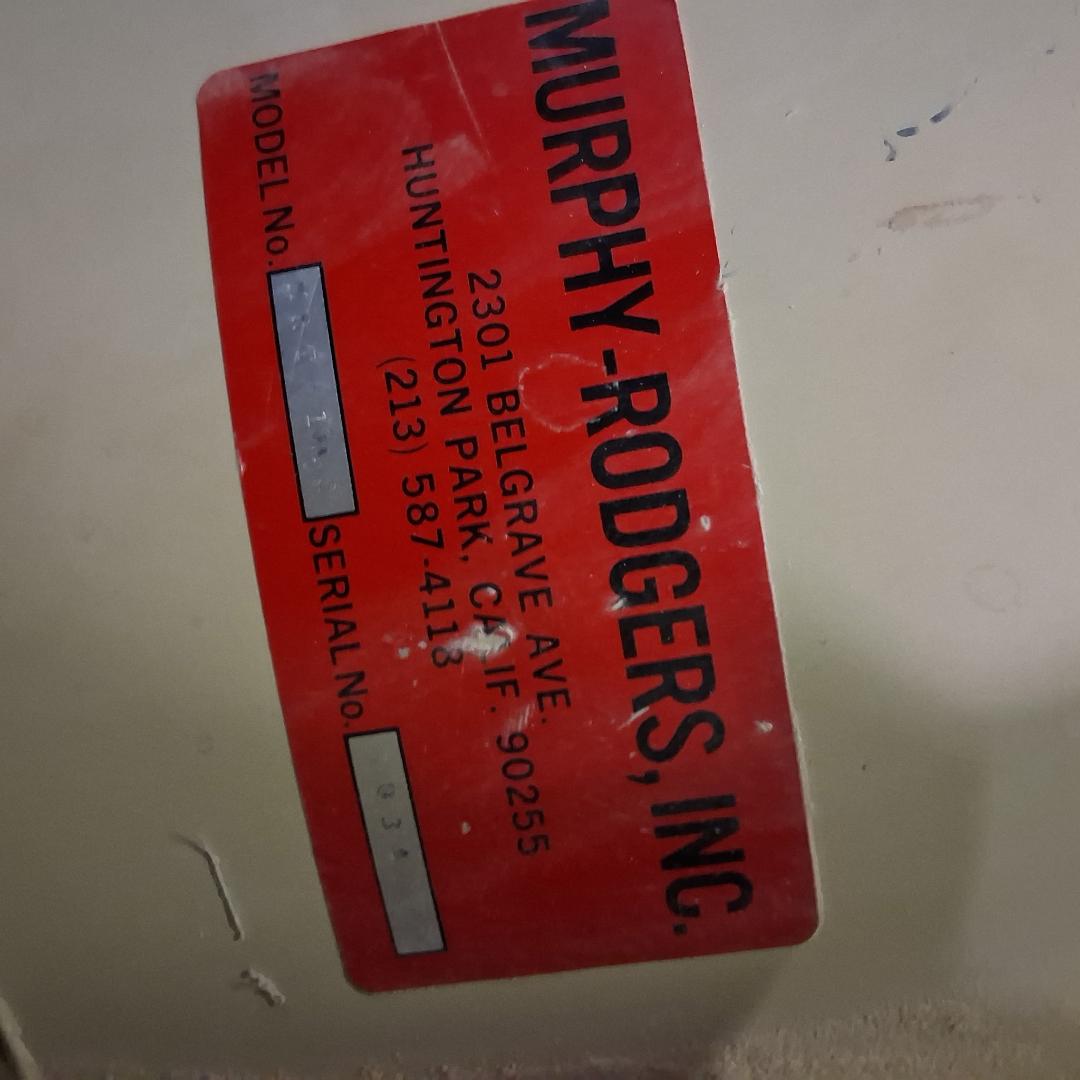 MURPHY-RODGERS, INC.
2301 BELGRAVE AVE.
HUNTINGTON PARK, CALIF. 90255
(213) 587-4118
MODEL No.
SERIAL No.